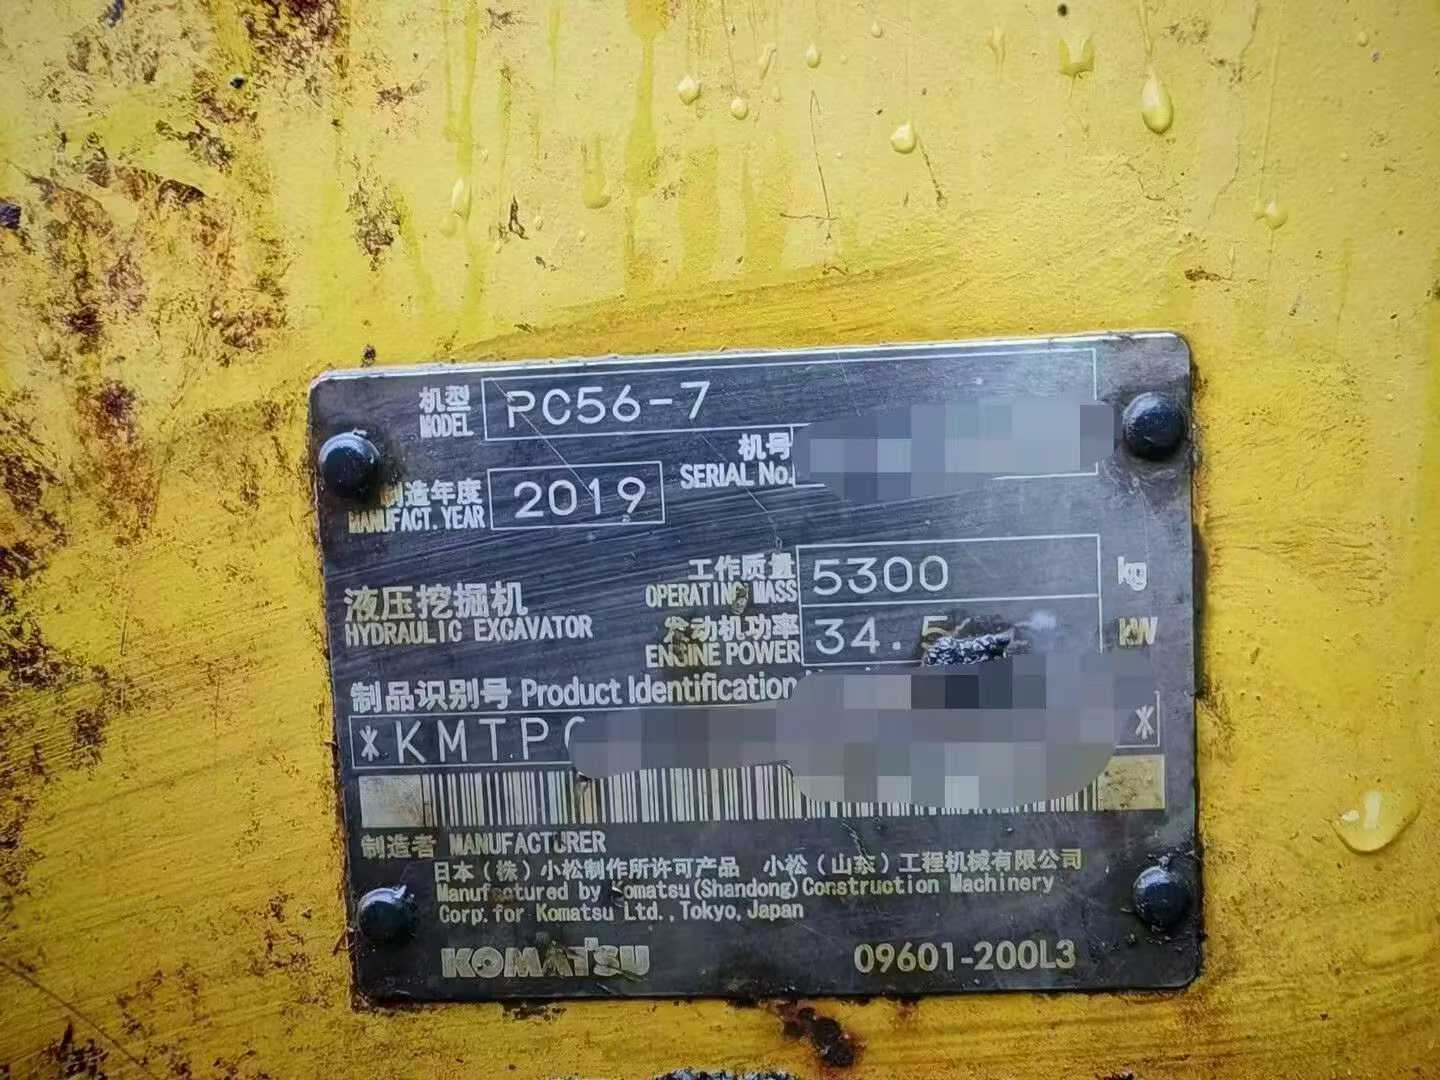 机型 PC56-7
MODEL
机号
SERIAL No.
制造年度 2019
MANUFACT. YEAR
工作质量 5300 kg
OPERATING MASS
液压挖掘机
HYDRAULIC EXCAVATOR
发动机功率 34.5 kW
ENGINE POWER
制品识别号 Product Identification
*KMTP *
制造者 MANUFACTURER
日本（株）小松制作所许可产品 小松（山东）工程机械有限公司
Manufactured by Komatsu(Shandong)Construction Machinery
Corp.for Komatsu Ltd.,Tokyo,Japan
KOMATSU 09601-200L3